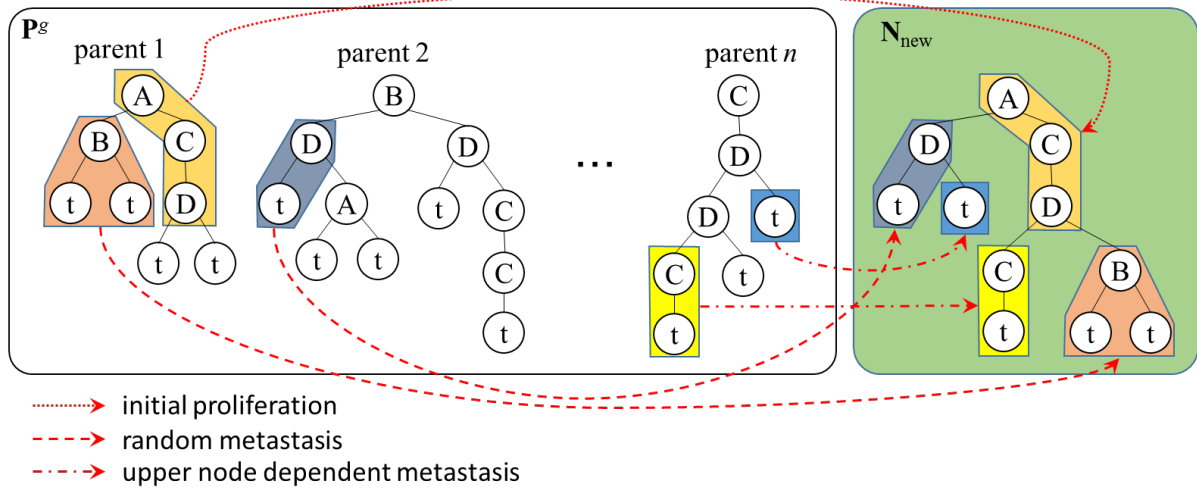 P^g N_new
parent 1 parent 2 parent n
A B C A
B C D D ... D D C
t t D t A t C D t t t D
t t t t C C t C B
t t t t t
initial proliferation
random metastasis
upper node dependent metastasis